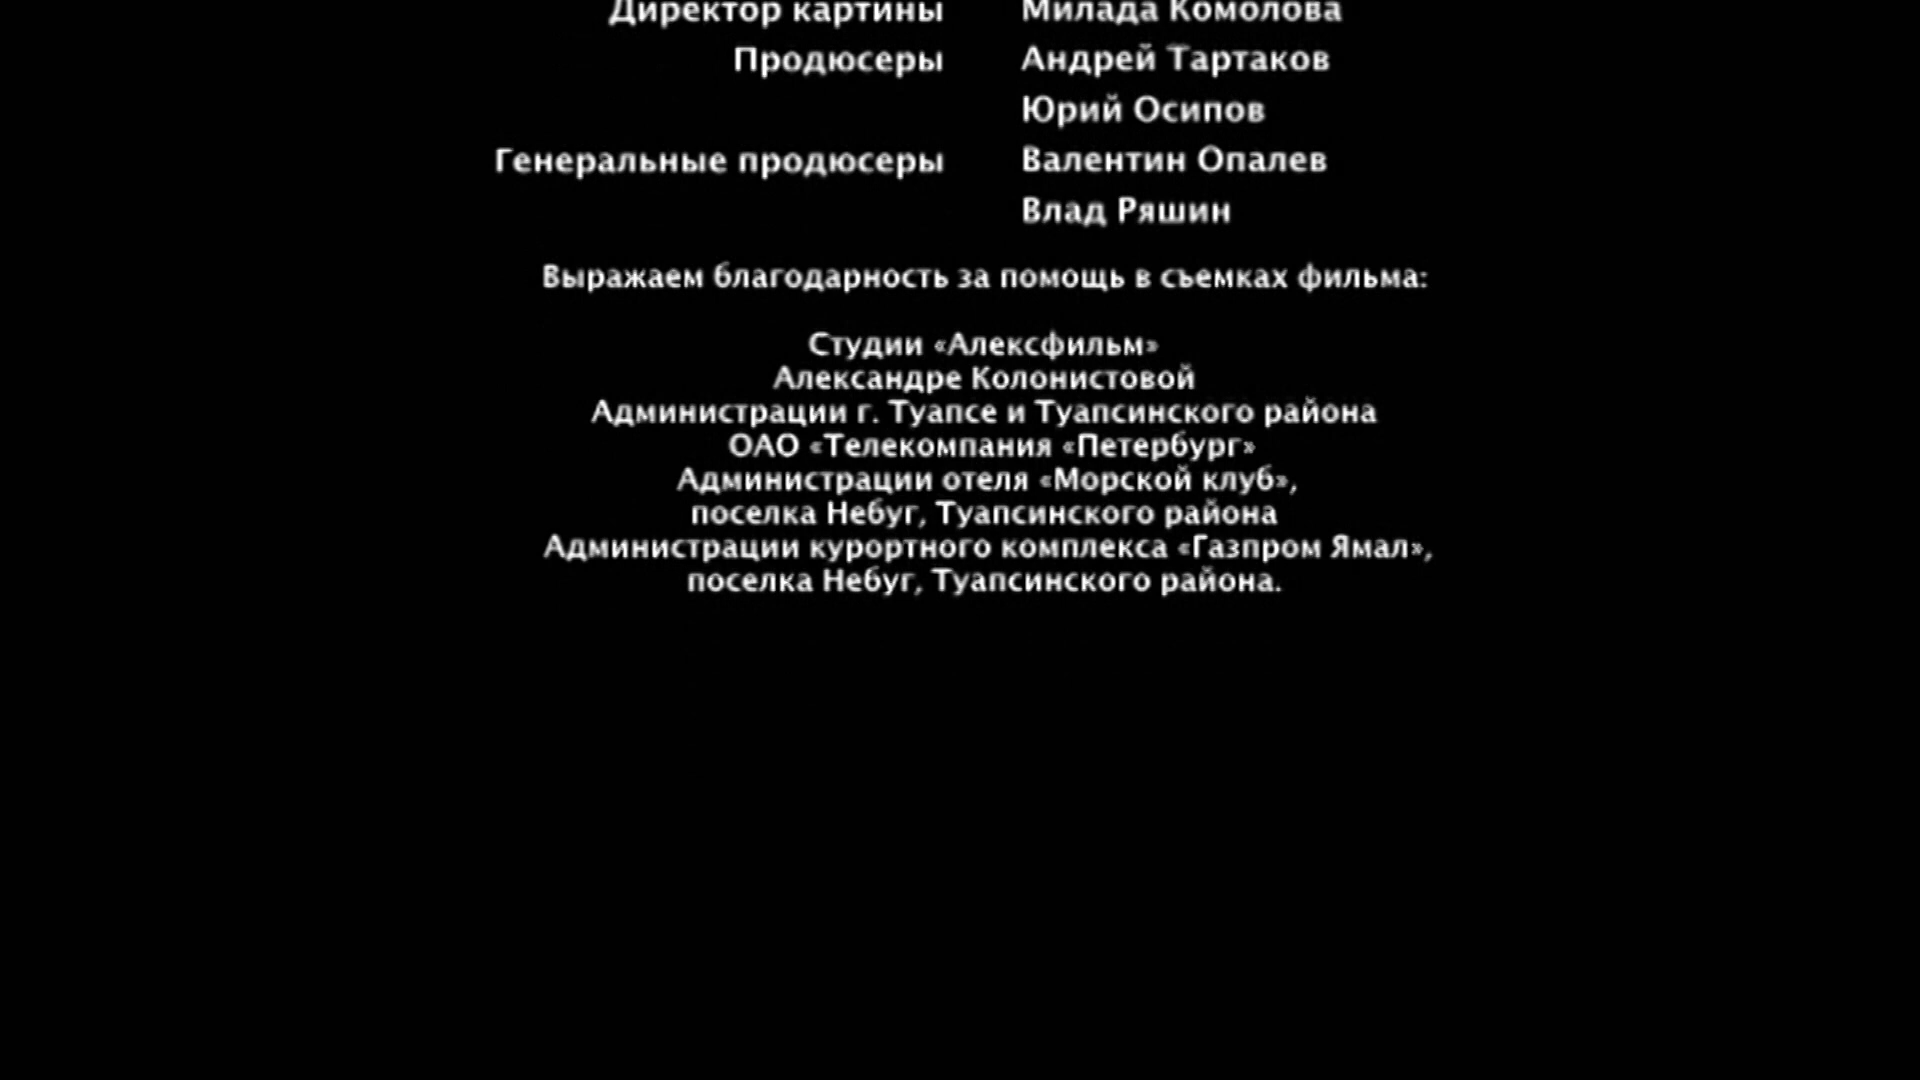 Директор картины Милада Комолова
Продюсеры Андрей Тартаков
Юрий Осипов
Генеральные продюсеры Валентин Опалев
Влад Ряшин
Выражаем благодарность за помощь в съемках фильма:
Студии «Алексфильм»
Александре Колонистовой
Администрации г. Туапсе и Туапсинского района
ОАО «Телекомпания «Петербург»
Администрации отеля «Морской клуб»,
поселка Небуг, Туапсинского района
Администрации курортного комплекса «Газпром Ямал»,
поселка Небуг, Туапсинского района.